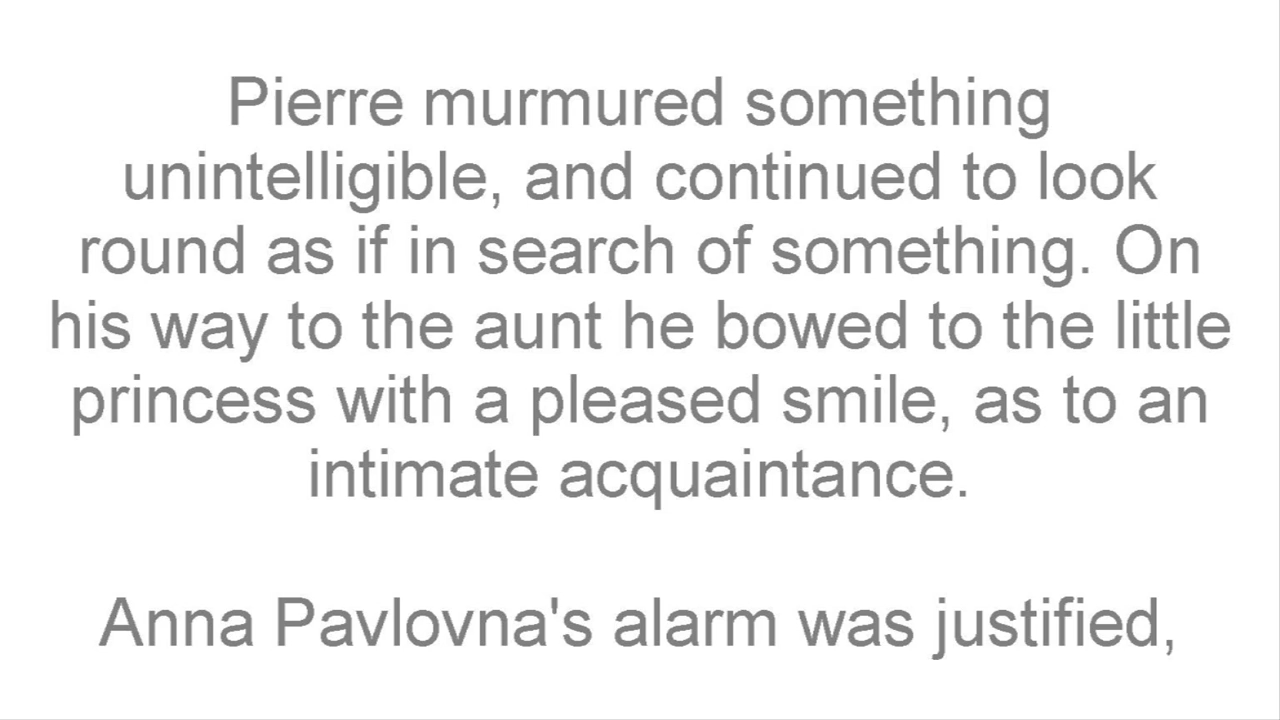 Pierre murmured something
unintelligible, and continued to look
round as if in search of something. On
his way to the aunt he bowed to the little
princess with a pleased smile, as to an
intimate acquaintance.
Anna Pavlovna's alarm was justified,